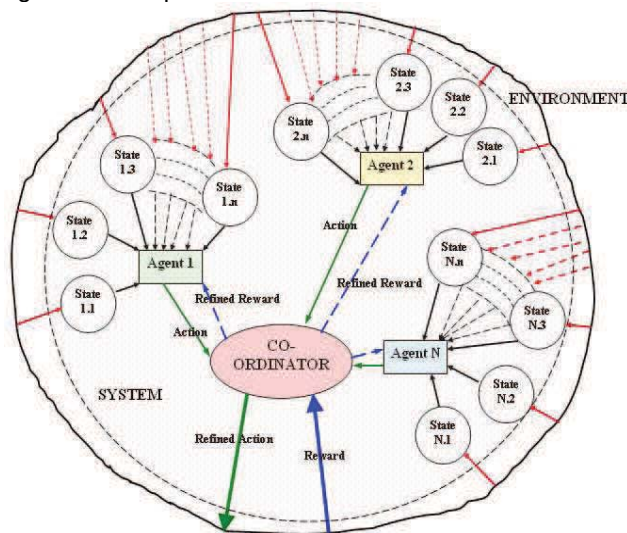 State
2.3
State
2.n
State
2.2
ENVIRONMENT
State
2.1
Agent 2
State
1.3
State
1.n
State
1.2
Agent 1
State
1.1
Action
Refined Reward
Refined Reward
Action
State
N.n
State
N.3
Agent N
State
N.2
State
N.1
CO-
ORDINATOR
SYSTEM
Refined Action
Reward